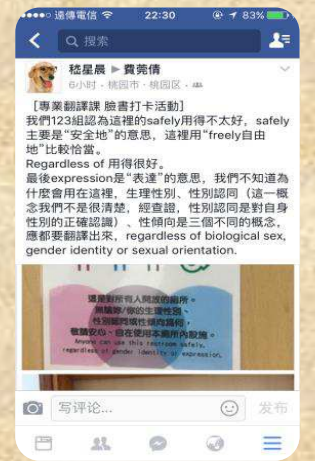 遠傳電信 22:30 83%
搜索
嵇星晨 ▶ 費莞倩
6小时 · 桃园市 · 桃园区 ·
［專業翻譯課 臉書打卡活動］
我們123組認為這裡的safely用得不太好，safely
主要是“安全地”的意思，這裡用“freely自由
地”比較恰當。
Regardless of 用得很好。
最後expression是“表達”的意思，我們不知道為
什麼會用在這裡，生理性別、性別認同（這一概
念我們不是很清楚，經查證，性別認同是對自身
性別的正確認識）、性傾向是三個不同的概念，
應都要翻譯出來，regardless of biological sex,
gender identity or sexual orientation.
這是對所有人開放的廁所。
無論妳/你的生理性別、
性別認同或性傾向為何，
敬請安心、自在使用本廁所內設施。
Anyone can use this restroom safely,
regardless of gender identity or expression.
写评论...
发布